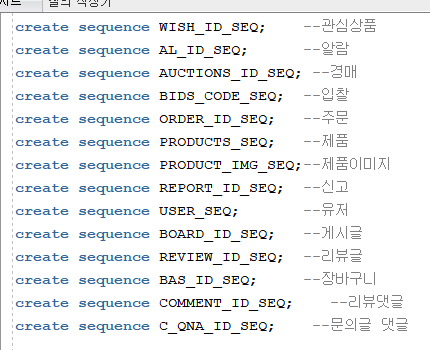 create sequence WISH_ID_SEQ; --관심상품
create sequence AL_ID_SEQ; --알람
create sequence AUCTIONS_ID_SEQ; --경매
create sequence BIDS_CODE_SEQ; --입찰
create sequence ORDER_ID_SEQ; --주문
create sequence PRODUCTS_SEQ; --제품
create sequence PRODUCT_IMG_SEQ;--제품이미지
create sequence REPORT_ID_SEQ; --신고
create sequence USER_SEQ; --유저
create sequence BOARD_ID_SEQ; --게시글
create sequence REVIEW_ID_SEQ; --리뷰글
create sequence BAS_ID_SEQ; --장바구니
create sequence COMMENT_ID_SEQ; --리뷰댓글
create sequence C_QNA_ID_SEQ; --문의글 댓글